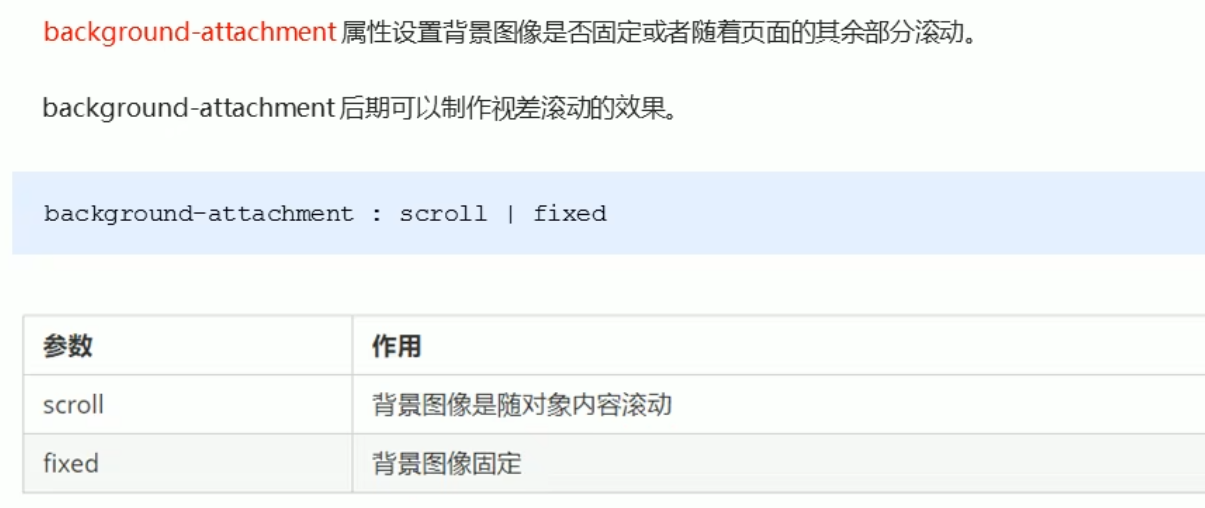 background-attachment 属性设置背景图像是否固定或者随着页面的其余部分滚动。
background-attachment 后期可以制作视差滚动的效果。
background-attachment : scroll | fixed
参数 作用
scroll 背景图像是随对象内容滚动
fixed 背景图像固定